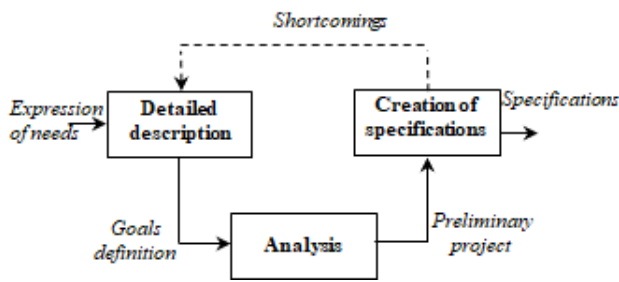 Shortcomings
Expression
of needs
Detailed
description
Creation of
specifications
Specifications
Goals
definition
Analysis
Preliminary
project